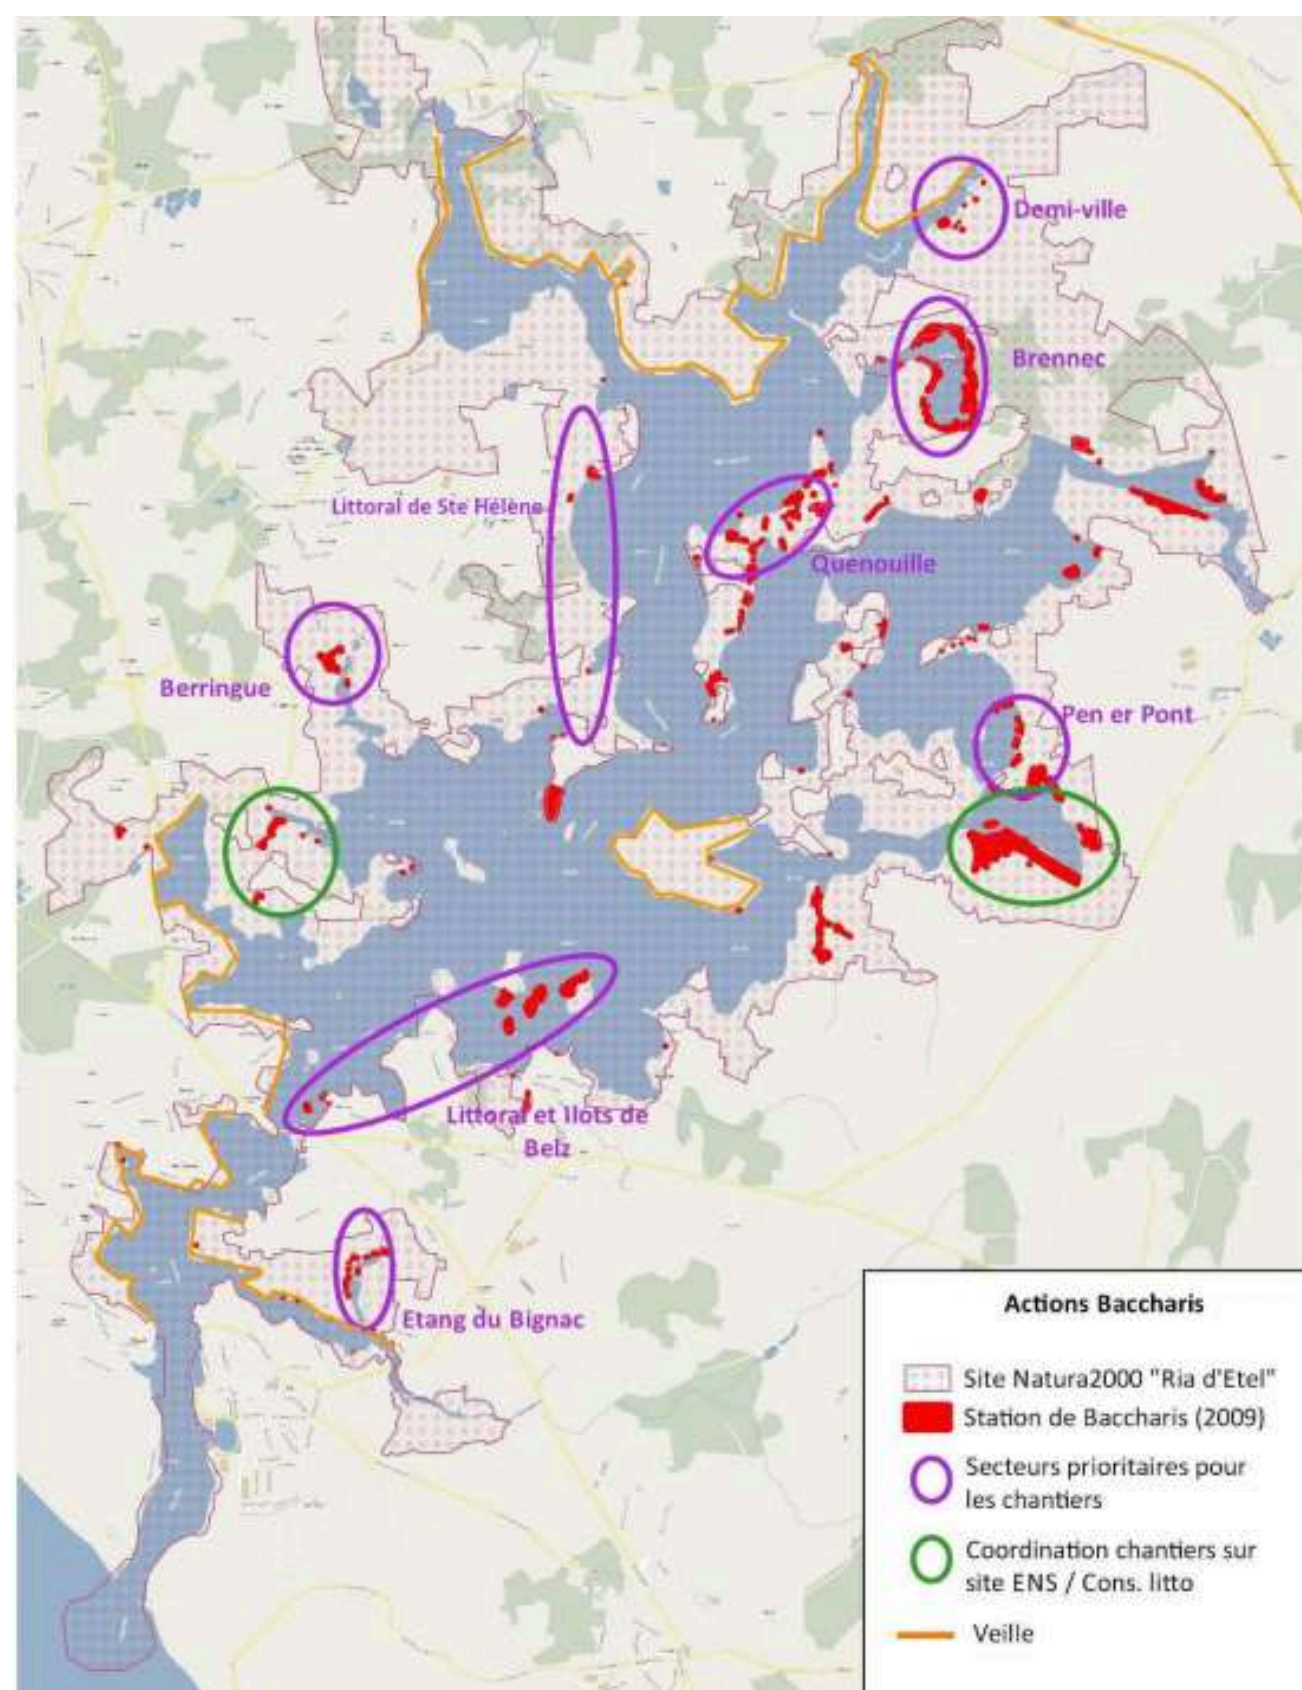 Demi-ville
Brennec
Littoral de Ste Hélène
Quenouille
Berringue
Pen er Pont
Littoral et Ilots de
Belz
Etang du Bignac
Actions Baccharis
Site Natura2000 "Ria d'Etel"
Station de Baccharis (2009)
Secteurs prioritaires pour
les chantiers
Coordination chantiers sur
site ENS / Cons. litto
Veille